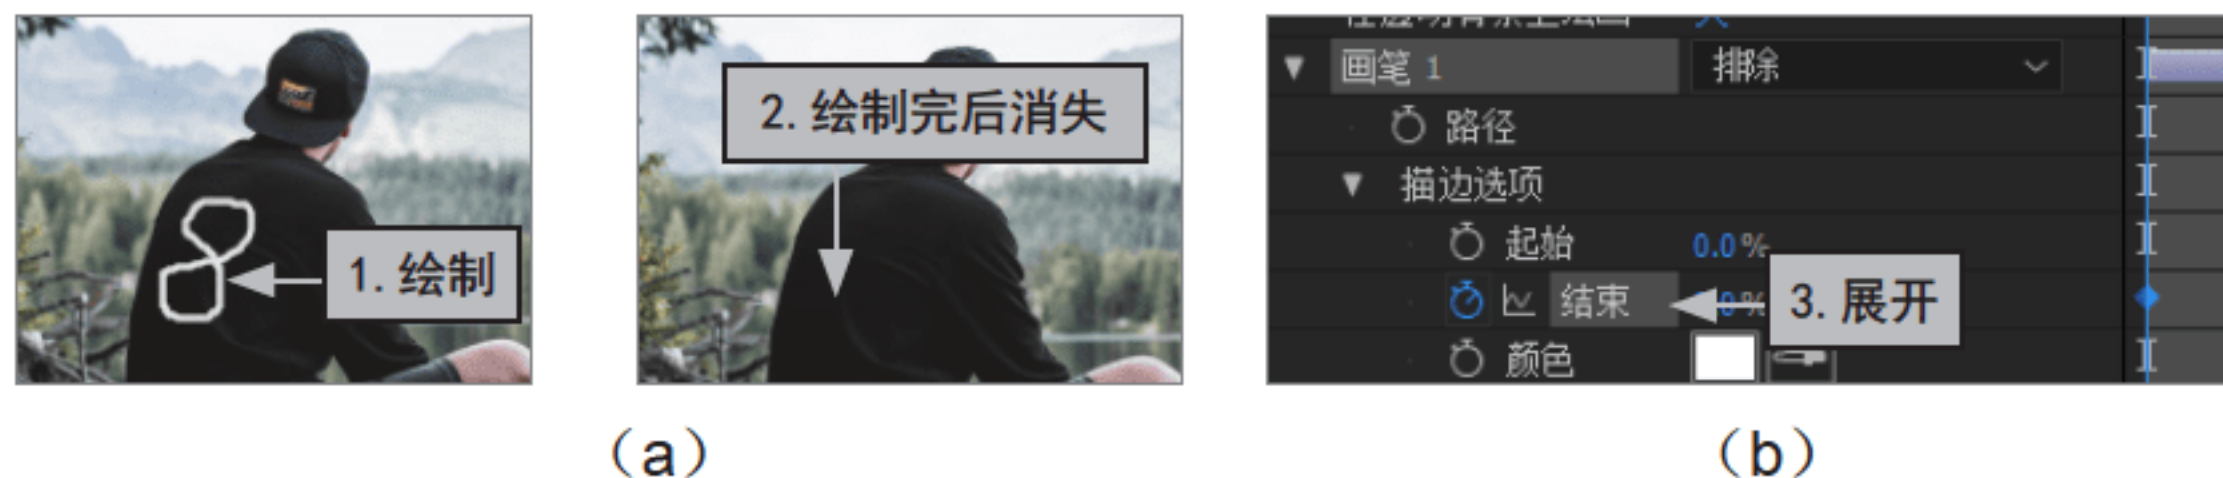 1. 绘制
2. 绘制完后消失
(a)
画笔 1 排除
路径
描边选项
起始 0.0%
结束
3. 展开
颜色
(b)